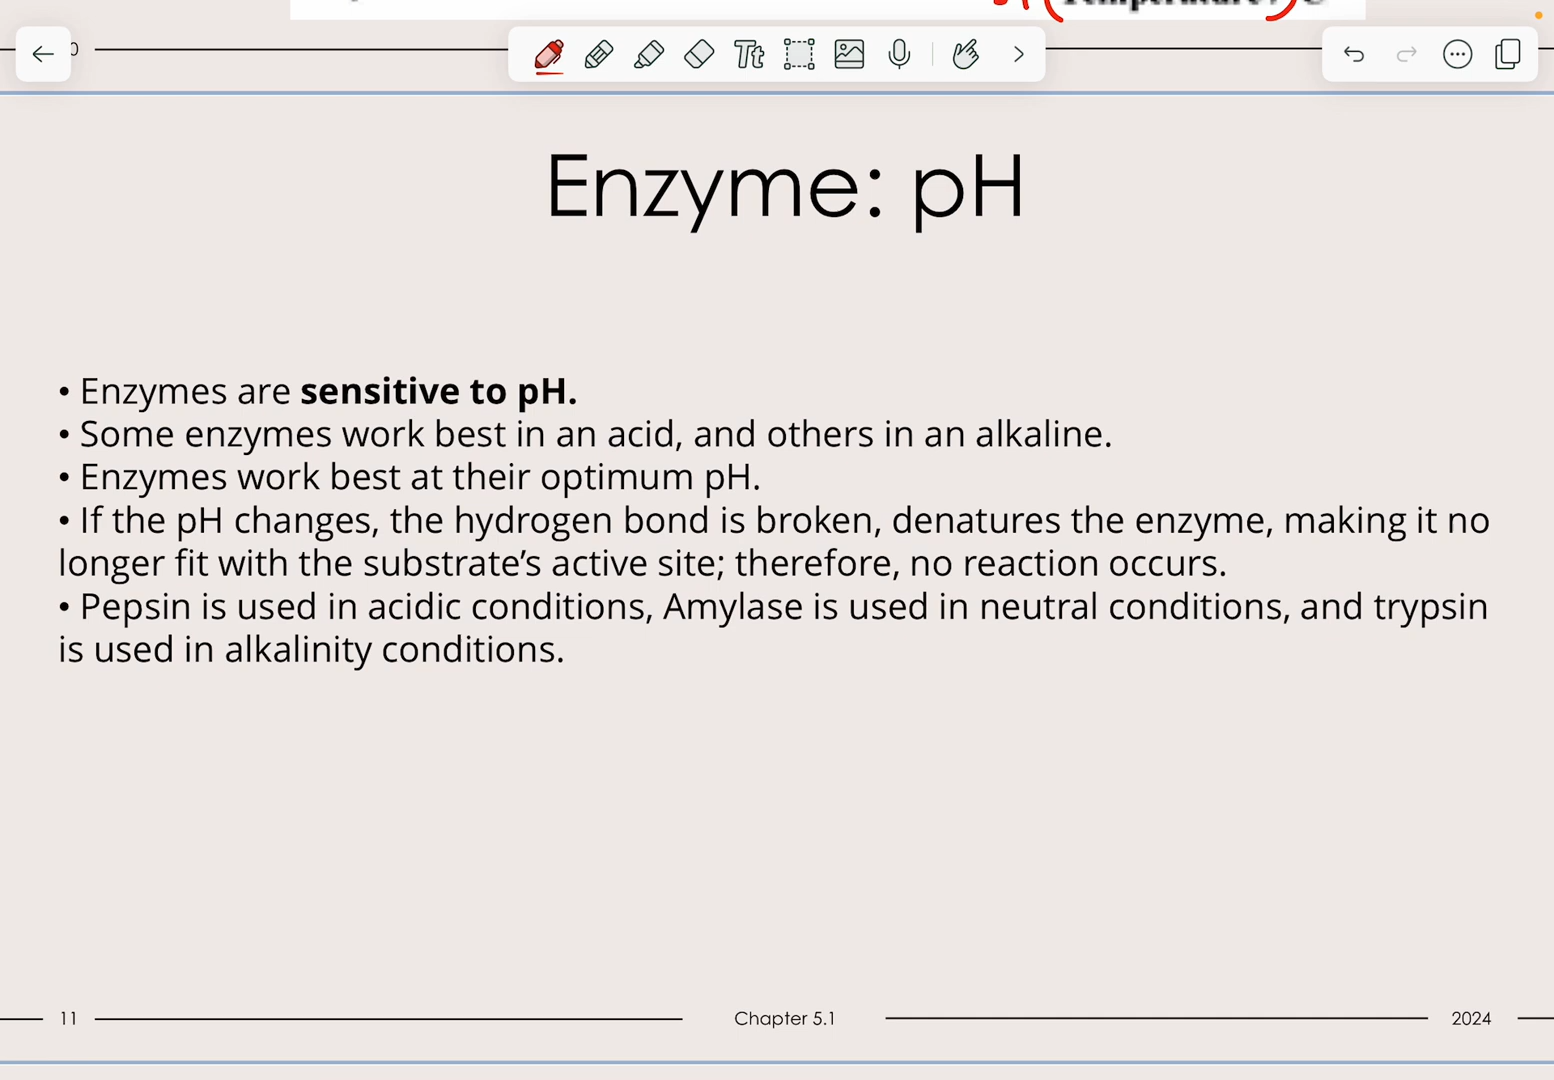 Tt
Enzyme: pH
• Enzymes are sensitive to pH.
• Some enzymes work best in an acid, and others in an alkaline.
• Enzymes work best at their optimum pH.
• If the pH changes, the hydrogen bond is broken, denatures the enzyme, making it no
longer fit with the substrate’s active site; therefore, no reaction occurs.
• Pepsin is used in acidic conditions, Amylase is used in neutral conditions, and trypsin
is used in alkalinity conditions.
11 Chapter 5.1 2024